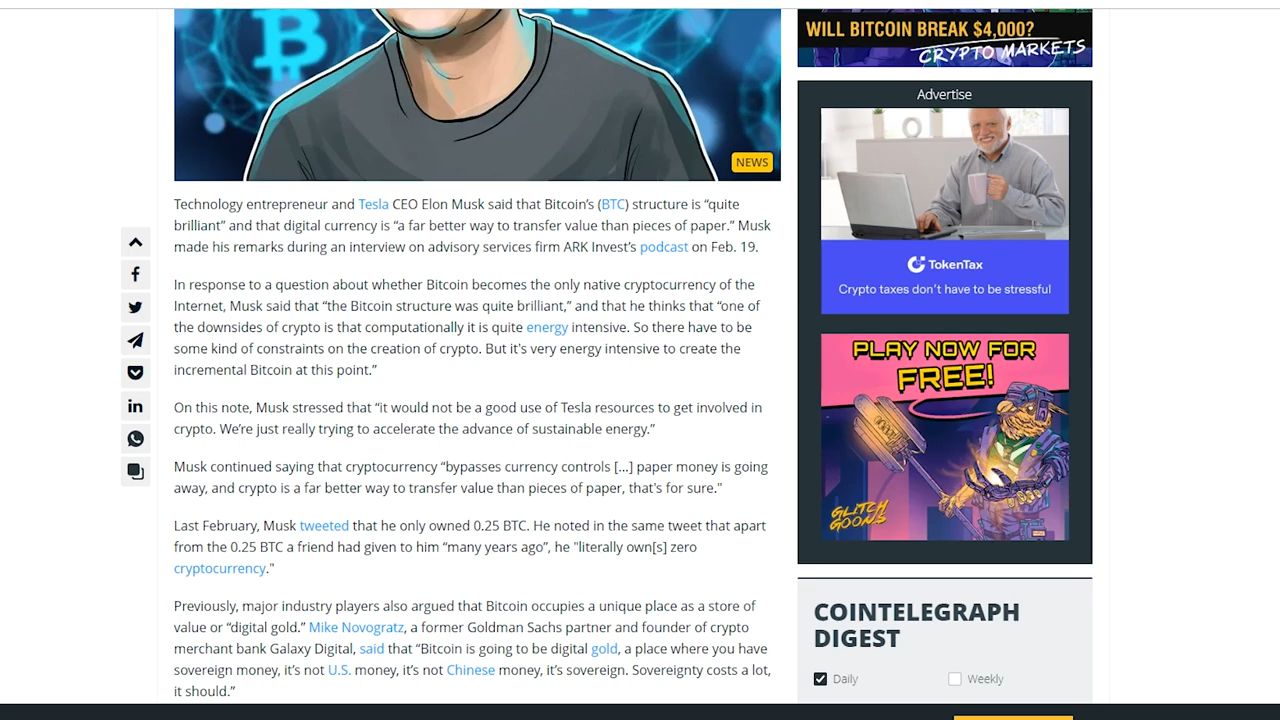 NEWS
Technology entrepreneur and Tesla CEO Elon Musk said that Bitcoin's (BTC) structure is “quite
brilliant” and that digital currency is “a far better way to transfer value than pieces of paper.” Musk
made his remarks during an interview on advisory services firm ARK Invest's podcast on Feb. 19.
In response to a question about whether Bitcoin becomes the only native cryptocurrency of the
Internet, Musk said that “the Bitcoin structure was quite brilliant,” and that he thinks that “one of
the downsides of crypto is that computationally it is quite energy intensive. So there have to be
some kind of constraints on the creation of crypto. But it's very energy intensive to create the
incremental Bitcoin at this point.”
On this note, Musk stressed that “it would not be a good use of Tesla resources to get involved in
crypto. We’re just really trying to accelerate the advance of sustainable energy.”
Musk continued saying that cryptocurrency “bypasses currency controls [...] paper money is going
away, and crypto is a far better way to transfer value than pieces of paper, that's for sure."
Last February, Musk tweeted that he only owned 0.25 BTC. He noted in the same tweet that apart
from the 0.25 BTC a friend had given to him “many years ago”, he "literally own[s] zero
cryptocurrency."
Previously, major industry players also argued that Bitcoin occupies a unique place as a store of
value or “digital gold.” Mike Novogratz, a former Goldman Sachs partner and founder of crypto
merchant bank Galaxy Digital, said that “Bitcoin is going to be digital gold, a place where you have
sovereign money, it’s not U.S. money, it’s not Chinese money, it’s sovereign. Sovereignty costs a lot,
it should.”
WILL BITCOIN BREAK $4,000?
CRYPTO MARKETS
Advertise
TokenTax
Crypto taxes don’t have to be stressful
PLAY NOW FOR
FREE!
GLITCH
GOONS
COINTELEGRAPH
DIGEST
Daily
Weekly